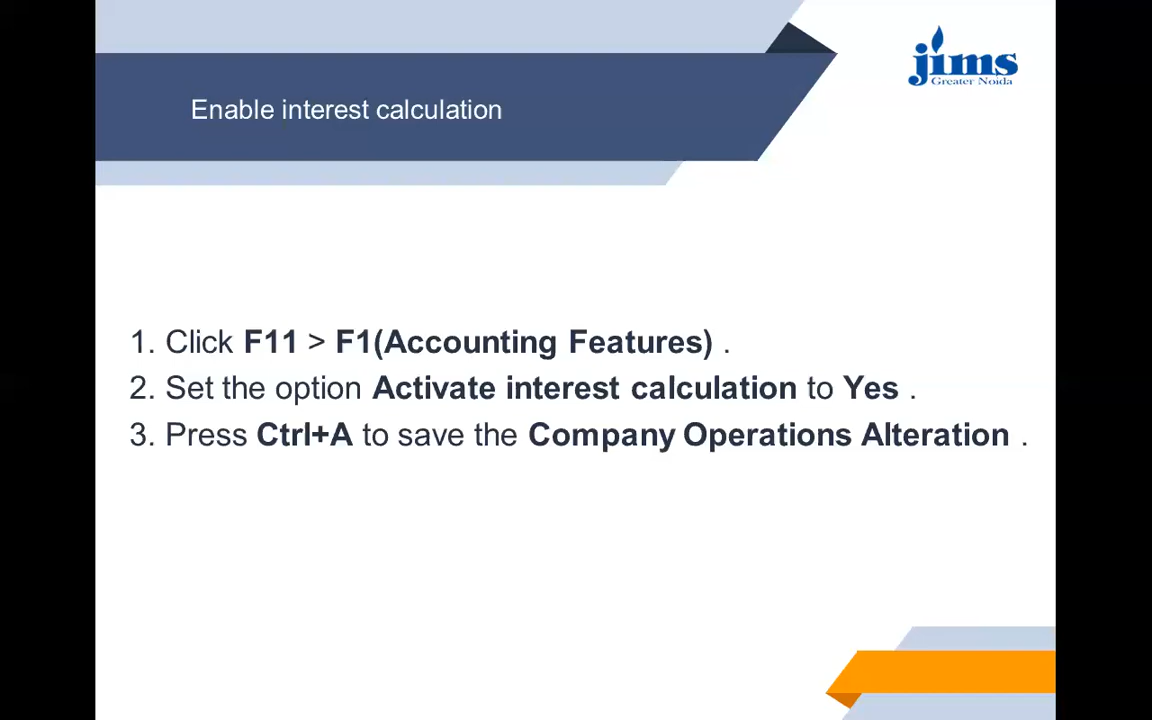 jims
Greater Noida
Enable interest calculation
1. Click F11 > F1(Accounting Features) .
2. Set the option Activate interest calculation to Yes .
3. Press Ctrl+A to save the Company Operations Alteration .